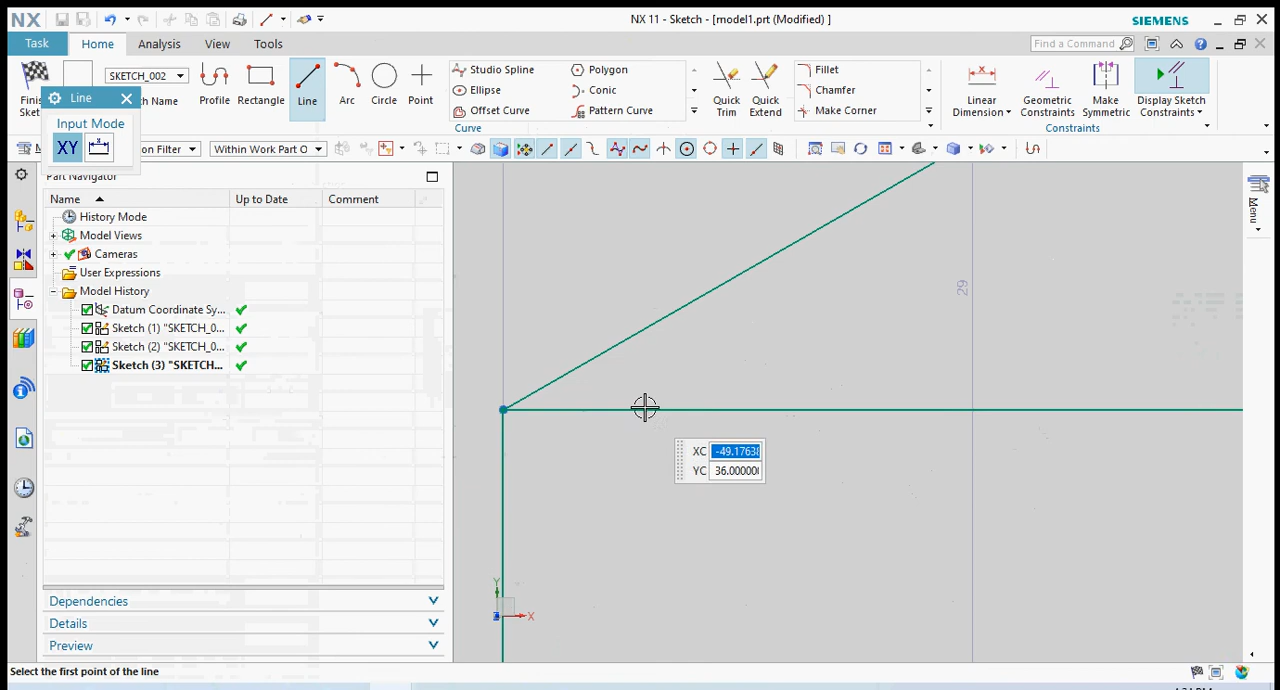 NX
NX 11 - Sketch - [model1.prt (Modified) ]
SIEMENS
Task
Home
Analysis
View
Tools
Find a Command
SKETCH_002
Profile
Rectangle
Line
Arc
Circle
Point
Studio Spline
Polygon
Ellipse
Conic
Offset Curve
Pattern Curve
Curve
Quick Trim
Quick Extend
Fillet
Chamfer
Make Corner
Linear Dimension
Geometric Constraints
Make Symmetric
Display Sketch Constraints
Constraints
Line
Input Mode
XY
on Filter
Within Work Part O
Part Navigator
Name
Up to Date
Comment
History Mode
Model Views
Cameras
User Expressions
Model History
Datum Coordinate Sy...
Sketch (1) "SKETCH_0...
Sketch (2) "SKETCH_0...
Sketch (3) "SKETCH...
Dependencies
Details
Preview
29
XC -49.1763
YC 36.00000
Y
X
Menu
Select the first point of the line